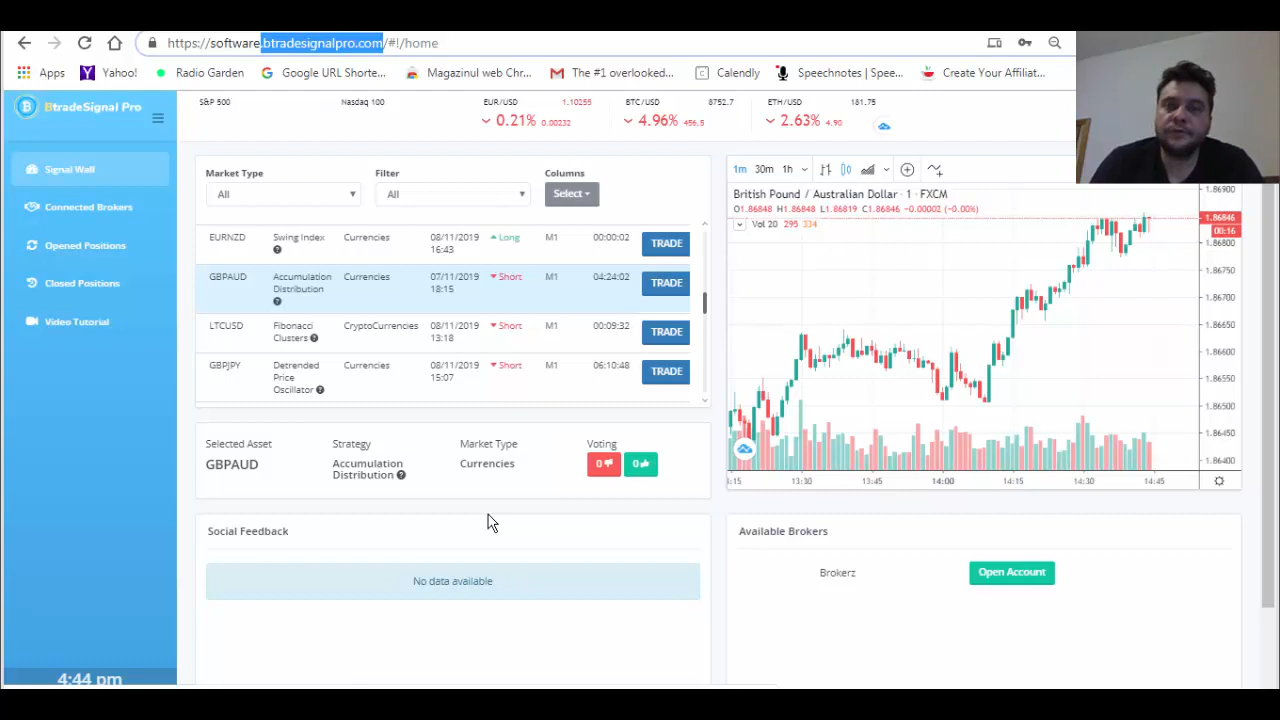 https://software.btradesignalpro.com/#!/home
Apps
Yahoo!
Radio Garden
Google URL Shorte...
Magazinul web Chr...
The #1 overlooked...
Calendly
Speechness | Spee...
Create Your Affiliat...
BtradeSignal Pro
Signal Wall
Connected Brokers
Opened Positions
Closed Positions
Video Tutorial
4:44 pm
S&P 500
Nasdaq 100
EUR/USD 1.10255
0.21% 0.00232
BTC/USD 8752.7
4.96% 456.5
ETH/USD 181.75
2.63% 4.90
Market Type
Filter
Columns
All
All
Select
EURNZD Swing Index Currencies 08/11/2019 16:43 Long M1 00:00:02 TRADE
GBPAUD Accumulation Distribution Currencies 07/11/2019 18:15 Short M1 04:24:02 TRADE
LTCUSD Fibonacci Clusters CryptoCurrencies 08/11/2019 13:18 Short M1 00:09:32 TRADE
GBPJPY Detrended Price Oscillator Currencies 08/11/2019 15:07 Short M1 06:10:48 TRADE
Selected Asset
Strategy
Market Type
Voting
GBPAUD
Accumulation Distribution
Currencies
0
0
Social Feedback
No data available
1m 30m 1h
British Pound / Australian Dollar · 1 · FXCM
O1.86848 H1.86848 L1.86819 C1.86846 −0.00002 (−0.00%)
Vol 20 295 334
1.86900
1.86846
00:16
1.86800
1.86750
1.86700
1.86650
1.86600
1.86550
1.86500
1.86450
1.86400
:15 13:30 13:45 14:00 14:15 14:30 14:45
Available Brokers
Brokerz
Open Account